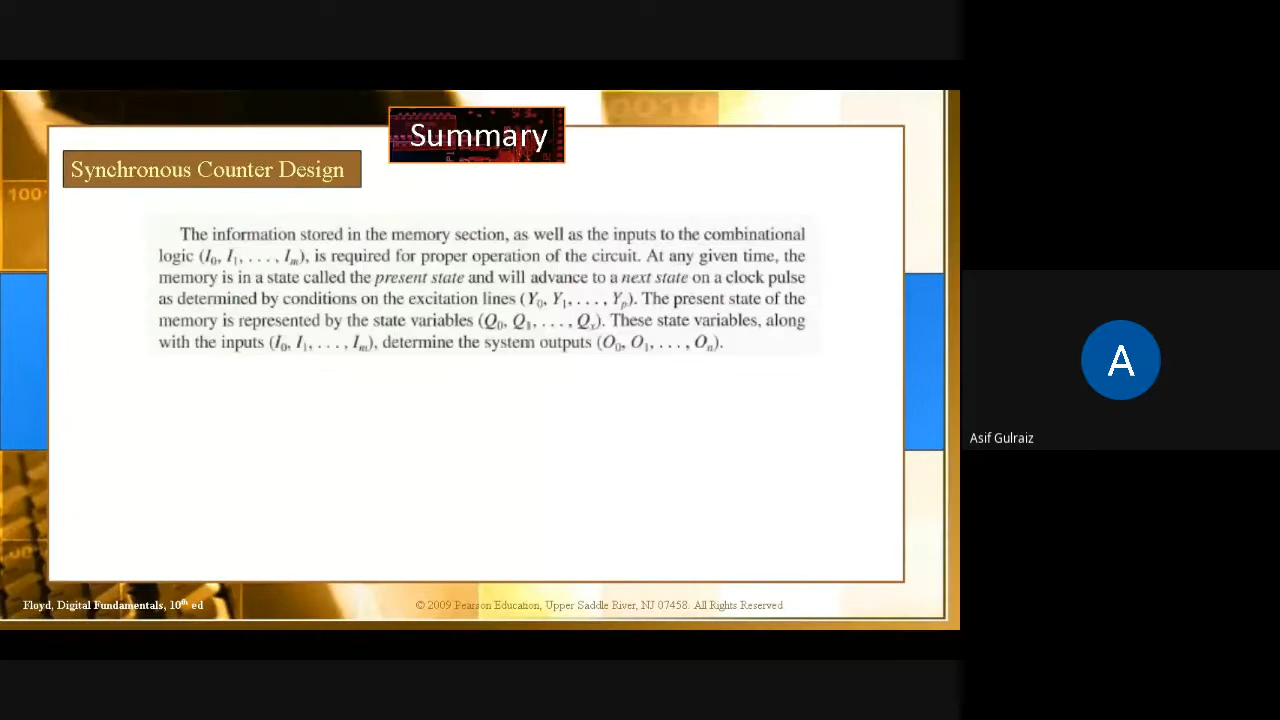 Summary
Synchronous Counter Design
The information stored in the memory section, as well as the inputs to the combinational
logic (I0, I1, . . . , Im), is required for proper operation of the circuit. At any given time, the
memory is in a state called the present state and will advance to a next state on a clock pulse
as determined by conditions on the excitation lines (Y0, Y1, . . . , Yp). The present state of the
memory is represented by the state variables (Q0, Q1, . . . , Qx). These state variables, along
with the inputs (I0, I1, . . . , Im), determine the system outputs (O0, O1, . . . , On).
A
Asif Gulraiz
Floyd, Digital Fundamentals, 10th ed
© 2009 Pearson Education, Upper Saddle River, NJ 07458. All Rights Reserved